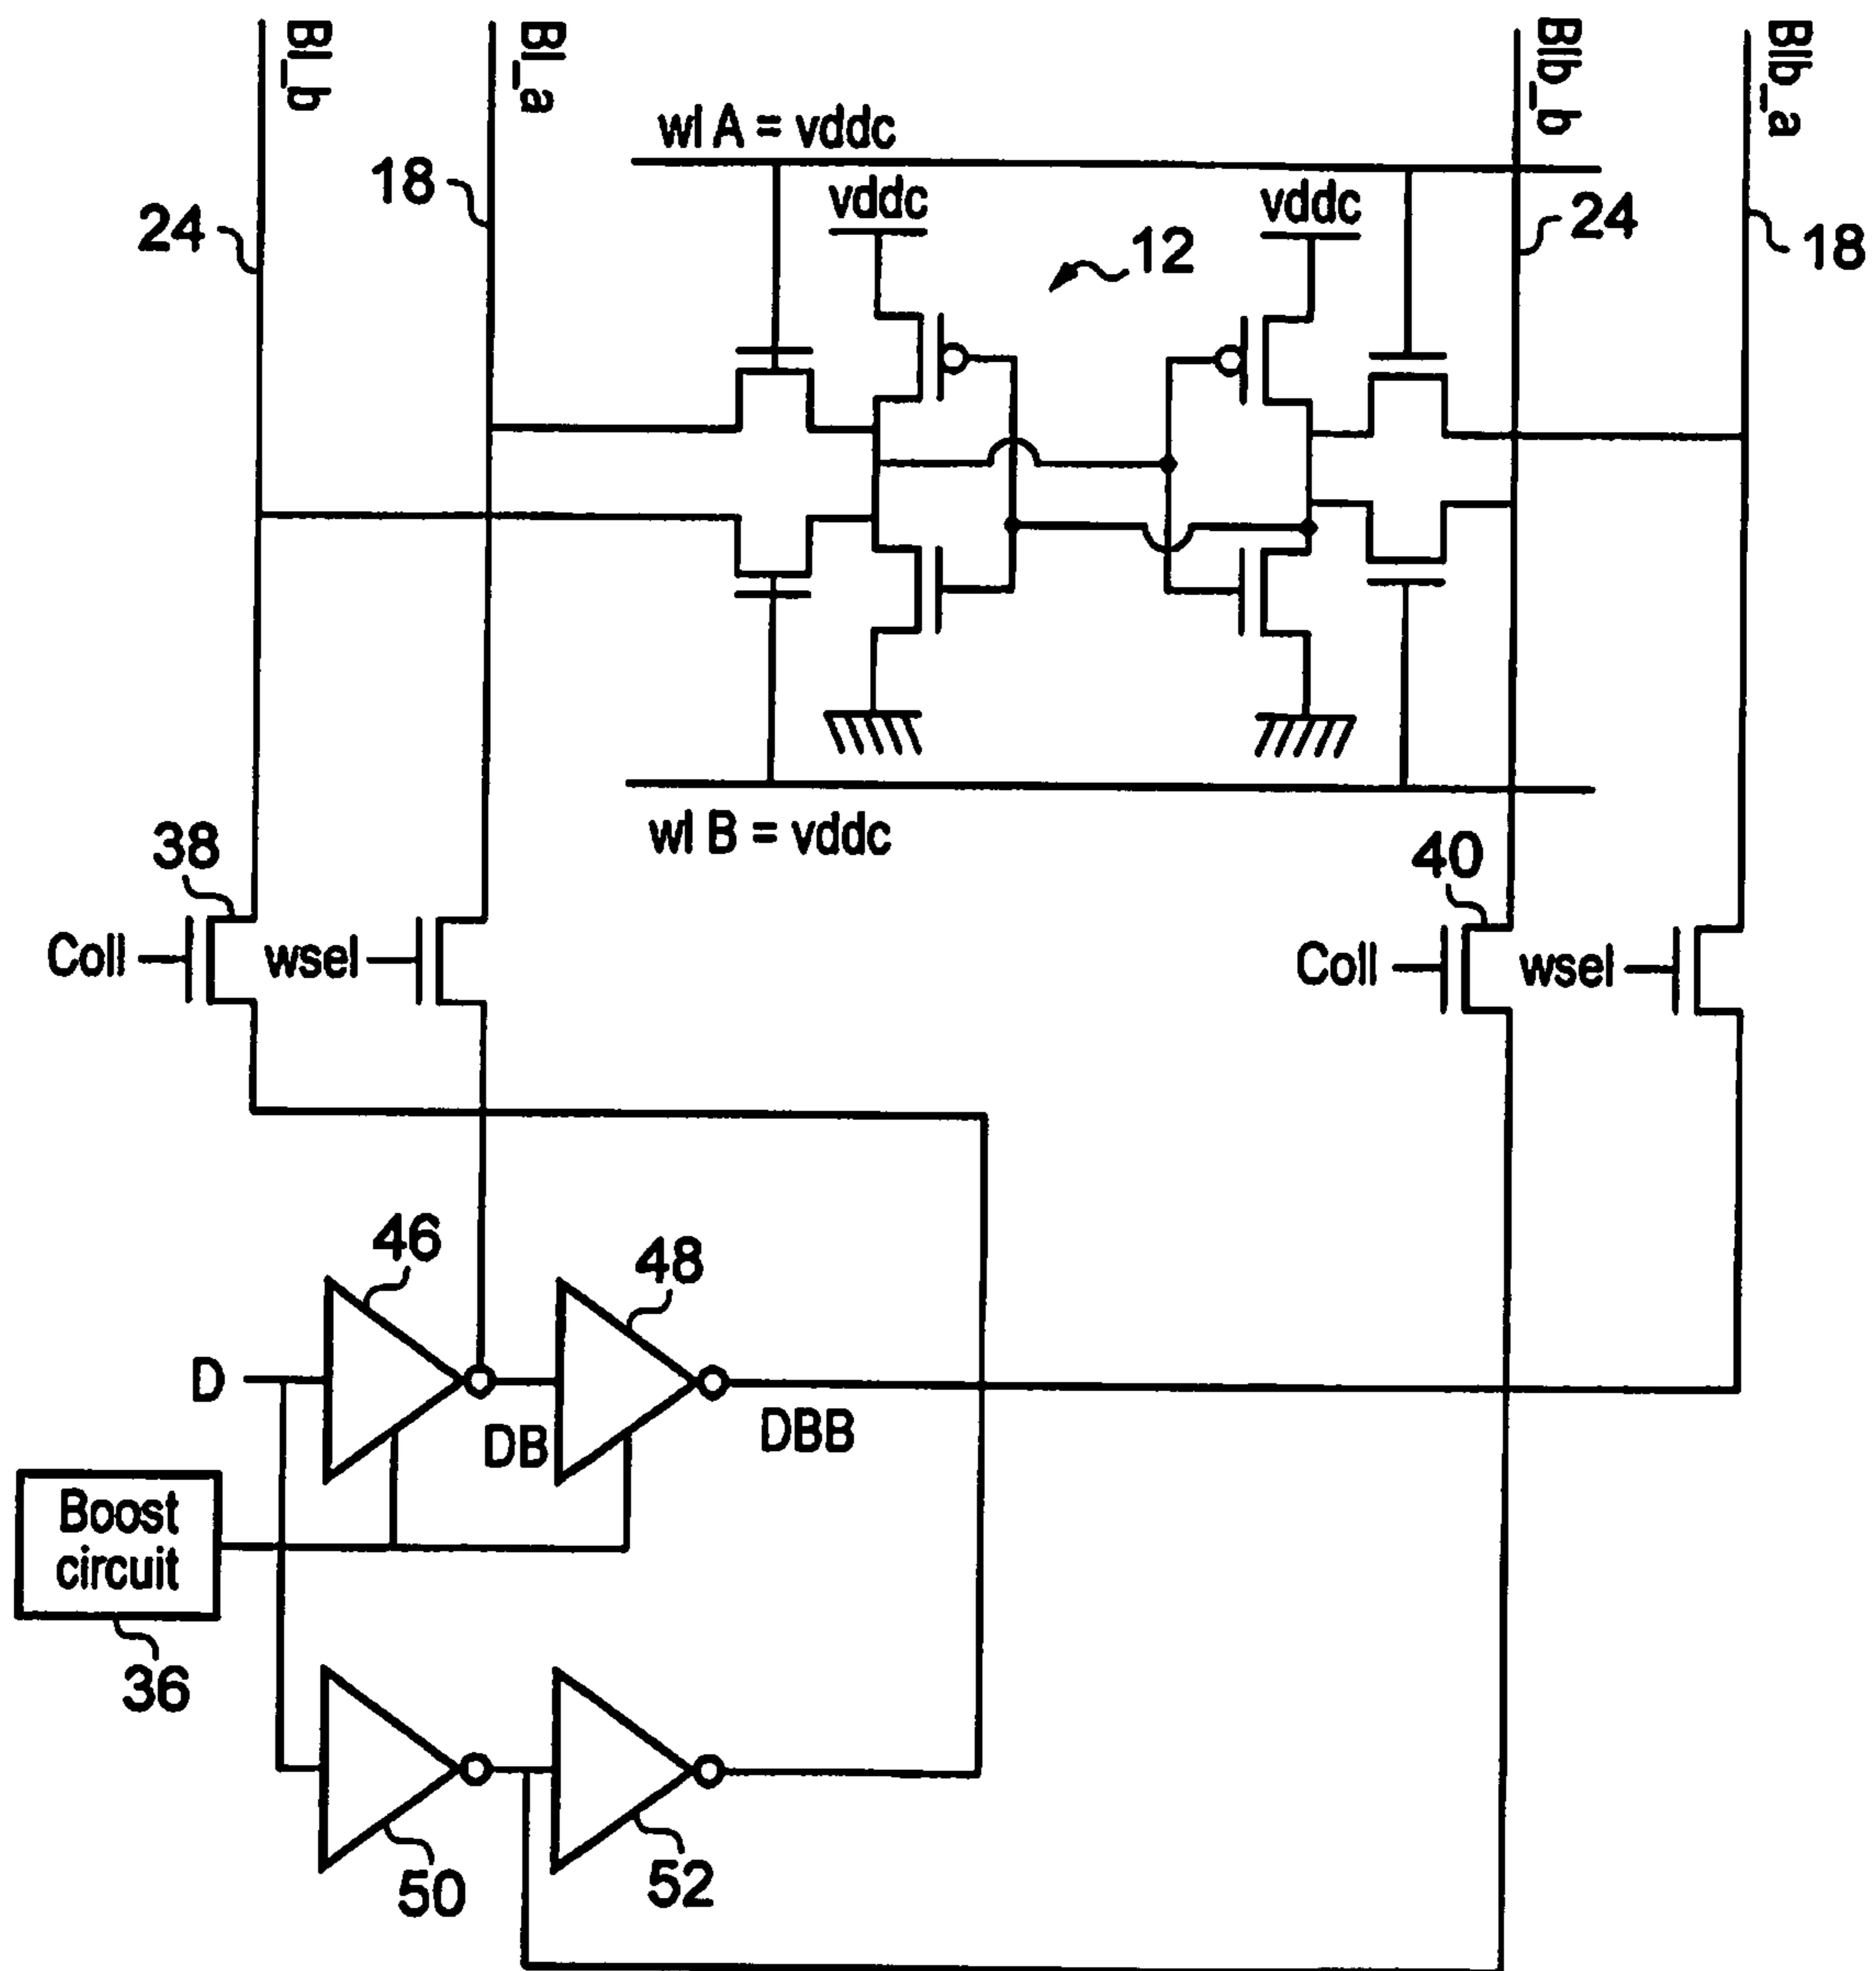 Bl_b
Bl_a
Blb_b
Blb_a
wl A = vddc
18
24
vddc
vddc
12
24
18
wl B = vddc
38
40
Coll
wsel
Coll
wsel
46
48
D
DB
DBB
Boost
circuit
36
50
52